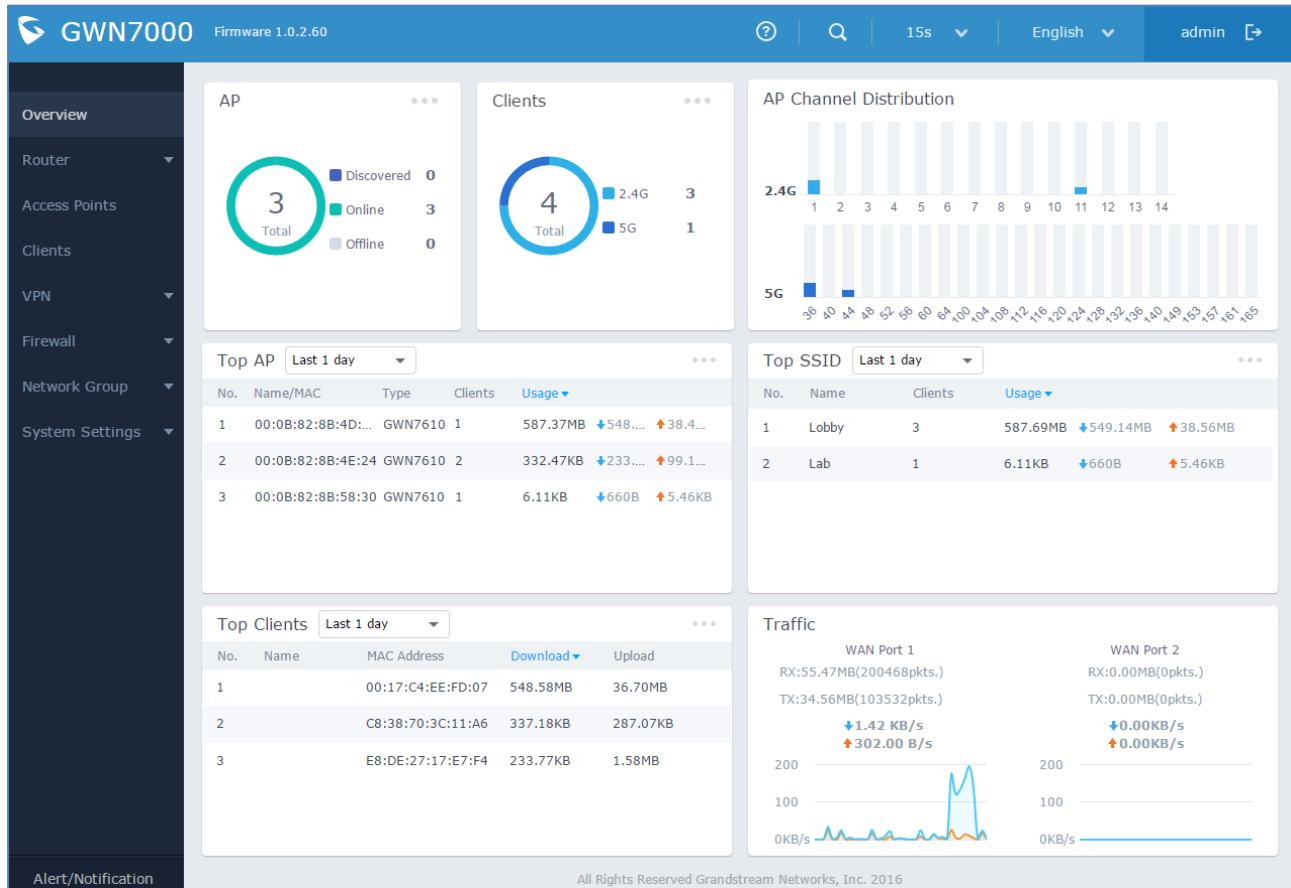 GWN7000 Firmware 1.0.2.60 15s English admin
Overview
Router
Access Points
Clients
VPN
Firewall
Network Group
System Settings
Alert/Notification
AP
3
Total
Discovered 0
Online 3
Offline 0
Clients
4
Total
2.4G 3
5G 1
AP Channel Distribution
2.4G
1 2 3 4 5 6 7 8 9 10 11 12 13 14
5G
36 40 44 48 52 56 60 64 100 104 108 112 116 120 124 128 132 136 140 149 153 157 161 165
Top AP Last 1 day
No. Name/MAC Type Clients Usage
1 00:0B:82:8B:4D:... GWN7610 1 587.37MB 548.... 38.4...
2 00:0B:82:8B:4E:24 GWN7610 2 332.47KB 233.... 99.1...
3 00:0B:82:8B:58:30 GWN7610 1 6.11KB 660B 5.46KB
Top SSID Last 1 day
No. Name Clients Usage
1 Lobby 3 587.69MB 549.14MB 38.56MB
2 Lab 1 6.11KB 660B 5.46KB
Top Clients Last 1 day
No. Name MAC Address Download Upload
1 00:17:C4:EE:FD:07 548.58MB 36.70MB
2 C8:38:70:3C:11:A6 337.18KB 287.07KB
3 E8:DE:27:17:E7:F4 233.77KB 1.58MB
Traffic
WAN Port 1
RX:55.47MB(200468pkts.)
TX:34.56MB(103532pkts.)
1.42 KB/s
302.00 B/s
200
100
0KB/s
WAN Port 2
RX:0.00MB(0pkts.)
TX:0.00MB(0pkts.)
0.00KB/s
0.00KB/s
200
100
0KB/s
All Rights Reserved Grandstream Networks, Inc. 2016